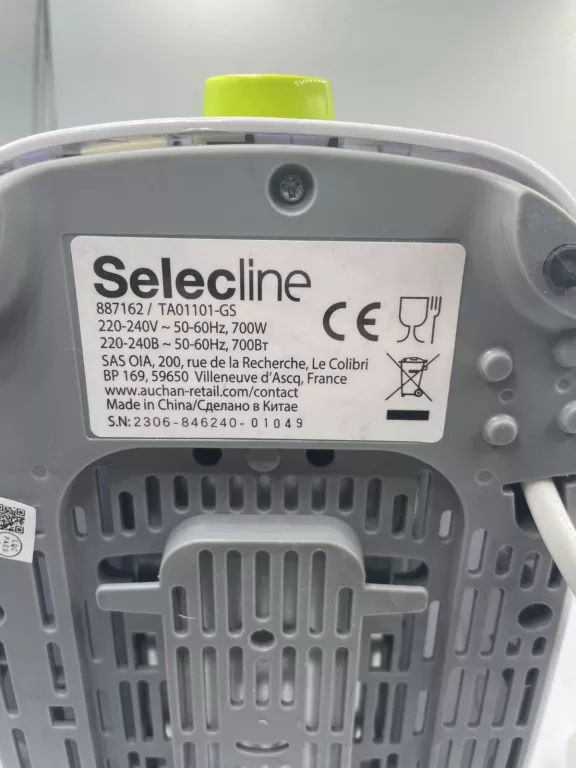 Selecline
887162 / TA01101-GS
220-240V ~ 50-60Hz, 700W
220-240В ~ 50-60Hz, 700Вт
SAS OIA, 200, rue de la Recherche, Le Colibri
BP 169, 59650 Villeneuve d'Ascq, France
www.auchan-retail.com/contact
Made in China/Сделано в Китае
S.N: 2306-846240-01049
CE
QC
PASS